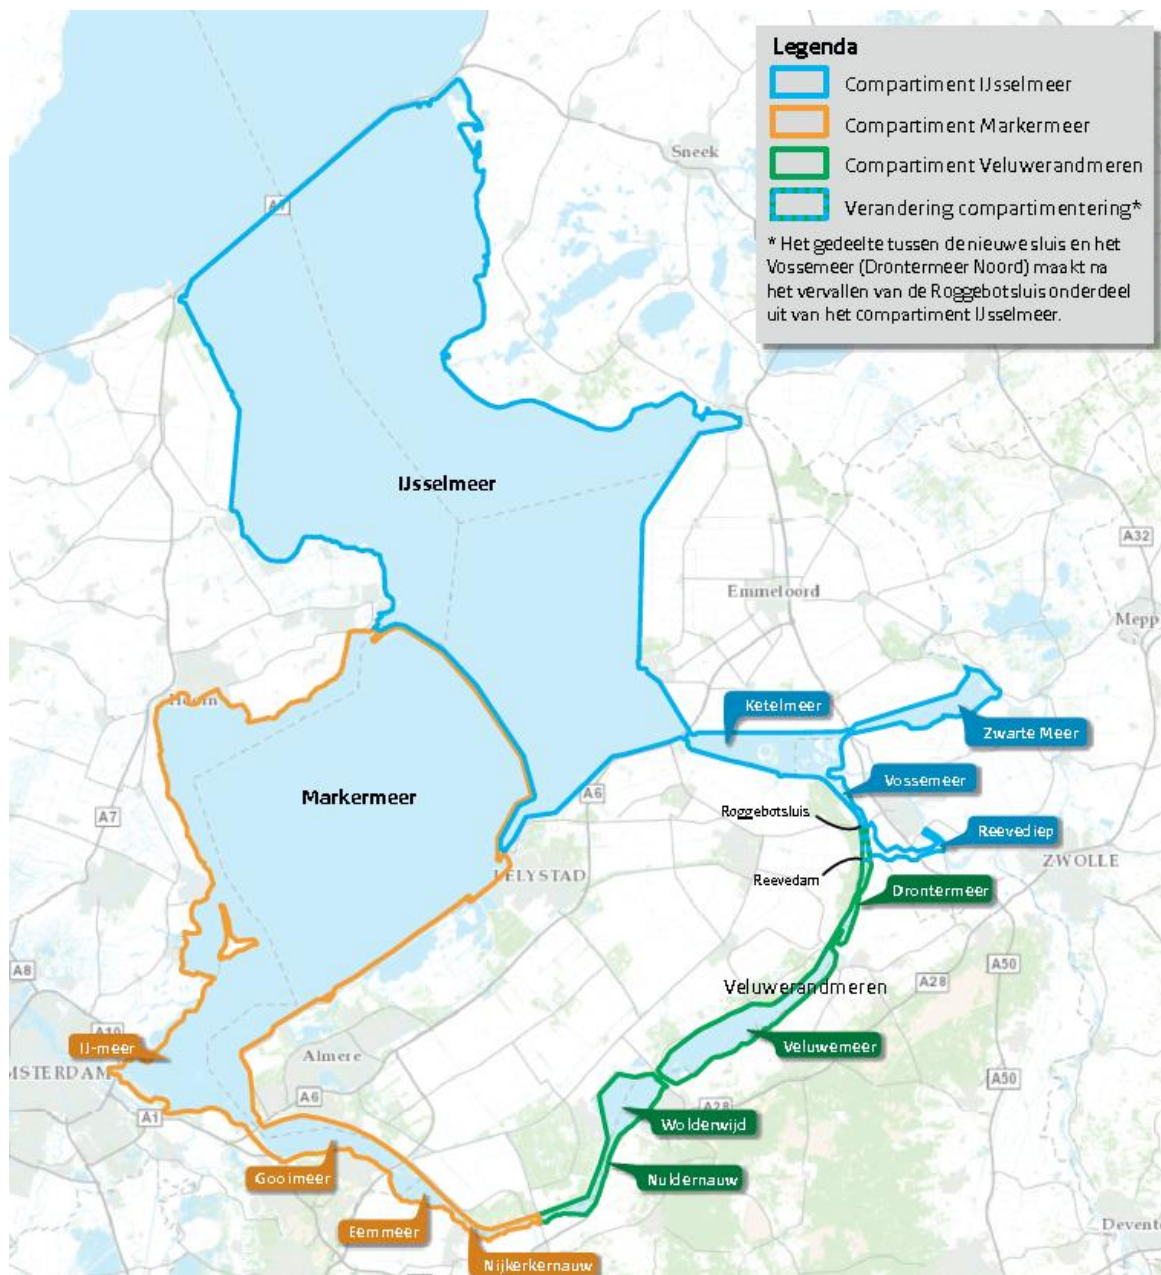 Legenda
Compartiment IJsselmeer
Compartiment Markermeer
Compartiment Veluwerandmeren
Verandering compartimentering*
* Het gedeelte tussen de nieuwe sluis en het
Vossemeer (Drontermeer Noord) maakt na
het vervallen van de Roggebotsluis onderdeel
uit van het compartiment IJsselmeer.
Sneek
A7
IJsselmeer
A32
Emmeloord
Mepp
Hoorn
Ketelmeer
Zwarte Meer
Vossemeer
Markermeer
A6
A7
Roggebotsluis
Reevediep
ZWOLLE
LELYSTAD
Reevedam
Drontermeer
A8
A50
A28
Veluwerandmeren
A10
IJ-meer
Almere
Veluwemeer
MSTERDAM
A50
A6
A28
A1
Wolderwijd
Gooimeer
Nuldernauw
Eemmeer
Devent
Nijkerkernauw